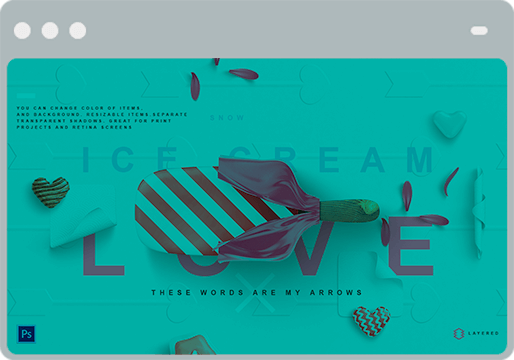 YOU CAN CHANGE COLOR OF ITEMS
AND BACKGROUND. RESIZABLE ITEMS SEPARATE
TRANSPARENT SHADOWS. GREAT FOR PRINT
PROJECTS AND RETINA SCREENS
SHOW
ICE CREAM
LOVE
THESE WORDS ARE MY ARROWS
Ps
LAYERED